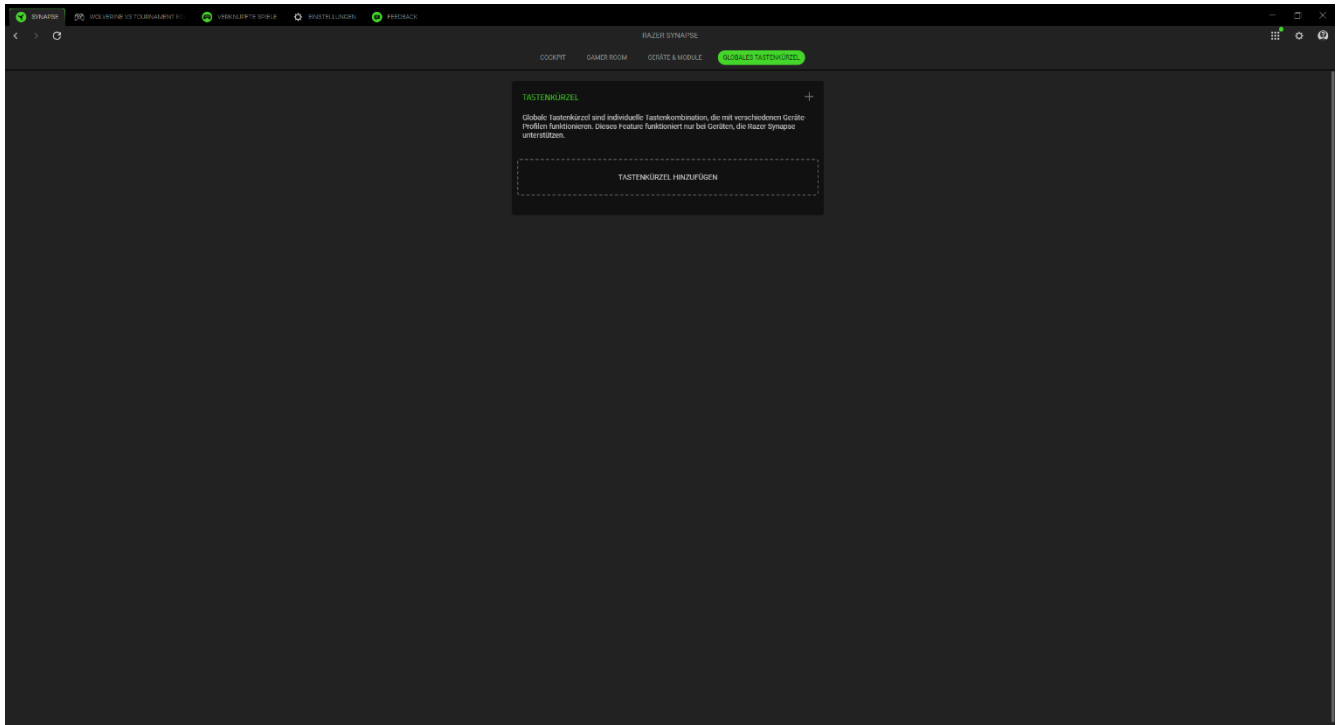 SYNAPSE
WOLVERINE V3 TOURNAMENT
VERKNÜPFTE SPIELE
EINSTELLUNGEN
FEEDBACK
RAZER SYNAPSE
COCKPIT
GAMER ROOM
GERÄTE & MODULE
GLOBALES TASTENKÜRZEL
TASTENKÜRZEL
Globale Tastenkürzel sind individuelle Tastenkombination, die mit verschiedenen Geräte-
Profilen funktionieren. Dieses Feature funktioniert nur bei Geräten, die Razer Synapse
unterstützen.
TASTENKÜRZEL HINZUFÜGEN